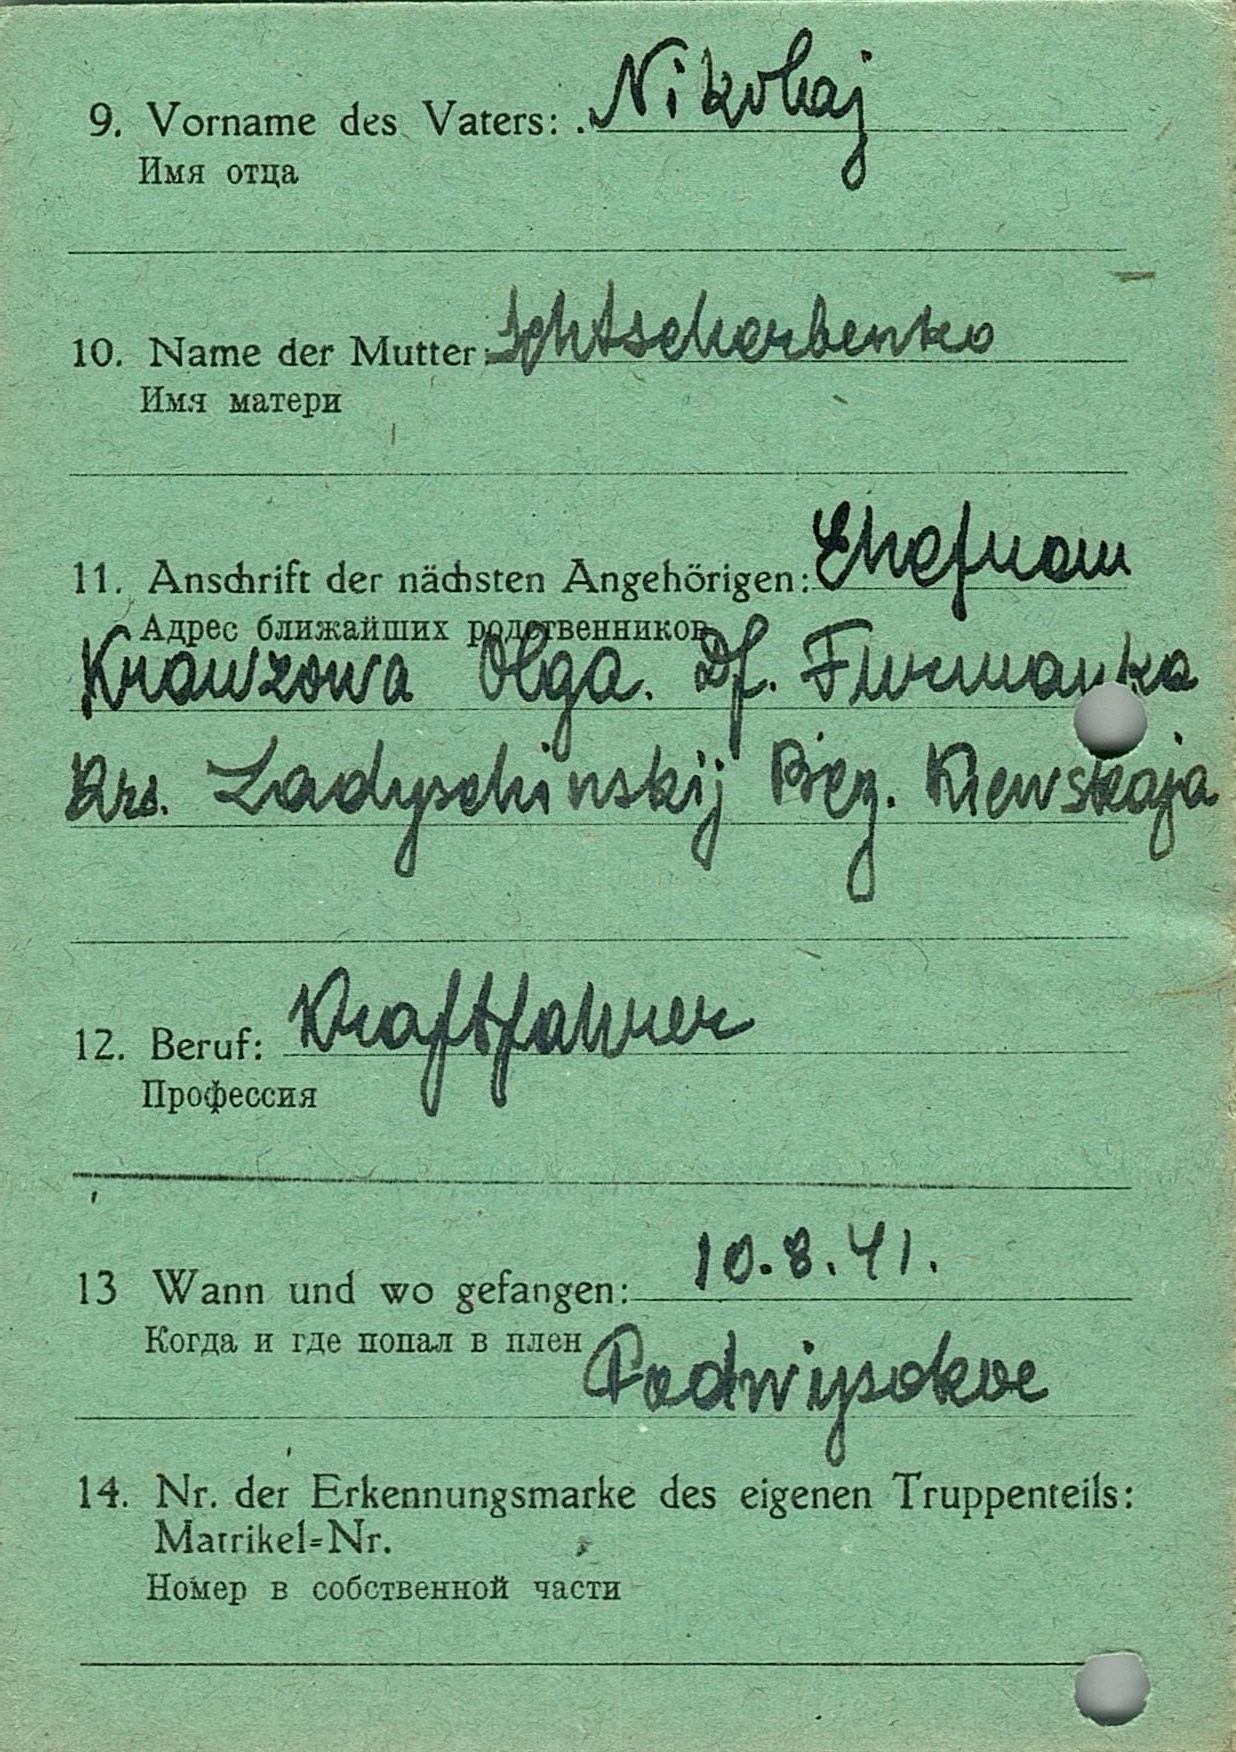 9. Vorname des Vaters: Nikolaj
Имя отца
10. Name der Mutter: Schtscherbenko
Имя матери
11. Anschrift der nächsten Angehörigen: Ehefrau
Адрес ближайших родственников
Krawzowa Olga. Df. Furmanka
Krs. Ladyschinskij Bez. Kiewskaja
12. Beruf: Kraftfahrer
Профессия
13 Wann und wo gefangen: 10.8.41.
Когда и где попал в плен Podwysokoe
14. Nr. der Erkennungsmarke des eigenen Truppenteils:
Matrikel=Nr.
Номер в собственной части